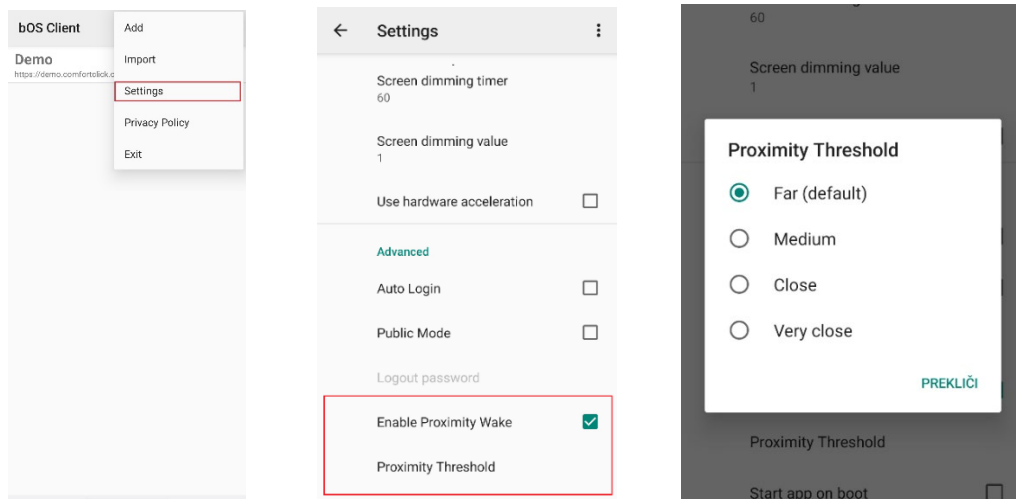 bOS Client
Demo
https://demo.comfortclick.c
Add
Import
Settings
Privacy Policy
Exit
Settings
Screen dimming timer
60
Screen dimming value
1
Use hardware acceleration
Advanced
Auto Login
Public Mode
Logout password
Enable Proximity Wake
Proximity Threshold
60
Screen dimming value
1
Proximity Threshold
Far (default)
Medium
Close
Very close
PREKLIČI
Proximity Threshold
Start app on boot